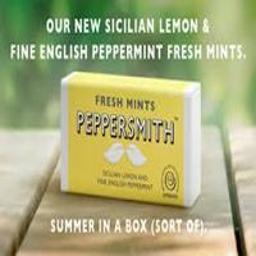 OUR NEW SICILIAN LEMON &
FINE ENGLISH PEPPERMINT FRESH MINTS.
FRESH MINTS
PEPPERSMITH™
SICILIAN LEMON AND
FINE ENGLISH PEPPERMINT
SUMMER IN A BOX (SORT OF).